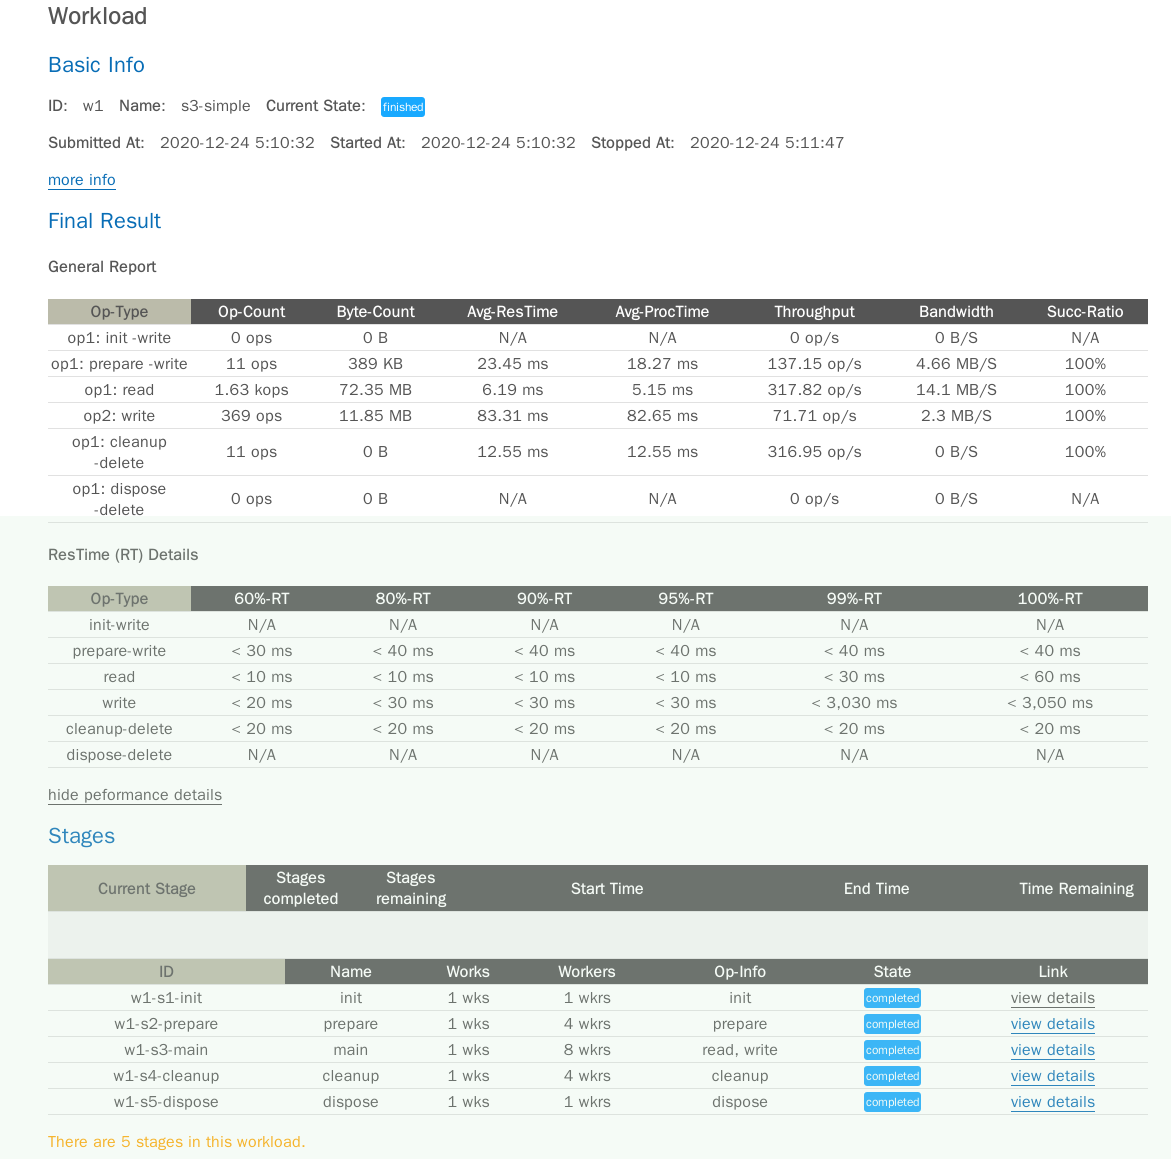 Workload
Basic Info
ID: w1 Name: s3-simple Current State: finished
Submitted At: 2020-12-24 5:10:32 Started At: 2020-12-24 5:10:32 Stopped At: 2020-12-24 5:11:47
more info
Final Result
General Report
Op-Type Op-Count Byte-Count Avg-ResTime Avg-ProcTime Throughput Bandwidth Succ-Ratio
op1: init -write 0 ops 0 B N/A N/A 0 op/s 0 B/S N/A
op1: prepare -write 11 ops 389 KB 23.45 ms 18.27 ms 137.15 op/s 4.66 MB/S 100%
op1: read 1.63 kops 72.35 MB 6.19 ms 5.15 ms 317.82 op/s 14.1 MB/S 100%
op2: write 369 ops 11.85 MB 83.31 ms 82.65 ms 71.71 op/s 2.3 MB/S 100%
op1: cleanup
-delete 11 ops 0 B 12.55 ms 12.55 ms 316.95 op/s 0 B/S 100%
op1: dispose
-delete 0 ops 0 B N/A N/A 0 op/s 0 B/S N/A
ResTime (RT) Details
Op-Type 60%-RT 80%-RT 90%-RT 95%-RT 99%-RT 100%-RT
init-write N/A N/A N/A N/A N/A N/A
prepare-write < 30 ms < 40 ms < 40 ms < 40 ms < 40 ms < 40 ms
read < 10 ms < 10 ms < 10 ms < 10 ms < 30 ms < 60 ms
write < 20 ms < 30 ms < 30 ms < 30 ms < 3,030 ms < 3,050 ms
cleanup-delete < 20 ms < 20 ms < 20 ms < 20 ms < 20 ms < 20 ms
dispose-delete N/A N/A N/A N/A N/A N/A
hide peformance details
Stages
Current Stage Stages completed Stages remaining Start Time End Time Time Remaining
ID Name Works Workers Op-Info State Link
w1-s1-init init 1 wks 1 wkrs init completed view details
w1-s2-prepare prepare 1 wks 4 wkrs prepare completed view details
w1-s3-main main 1 wks 8 wkrs read, write completed view details
w1-s4-cleanup cleanup 1 wks 4 wkrs cleanup completed view details
w1-s5-dispose dispose 1 wks 1 wkrs dispose completed view details
There are 5 stages in this workload.